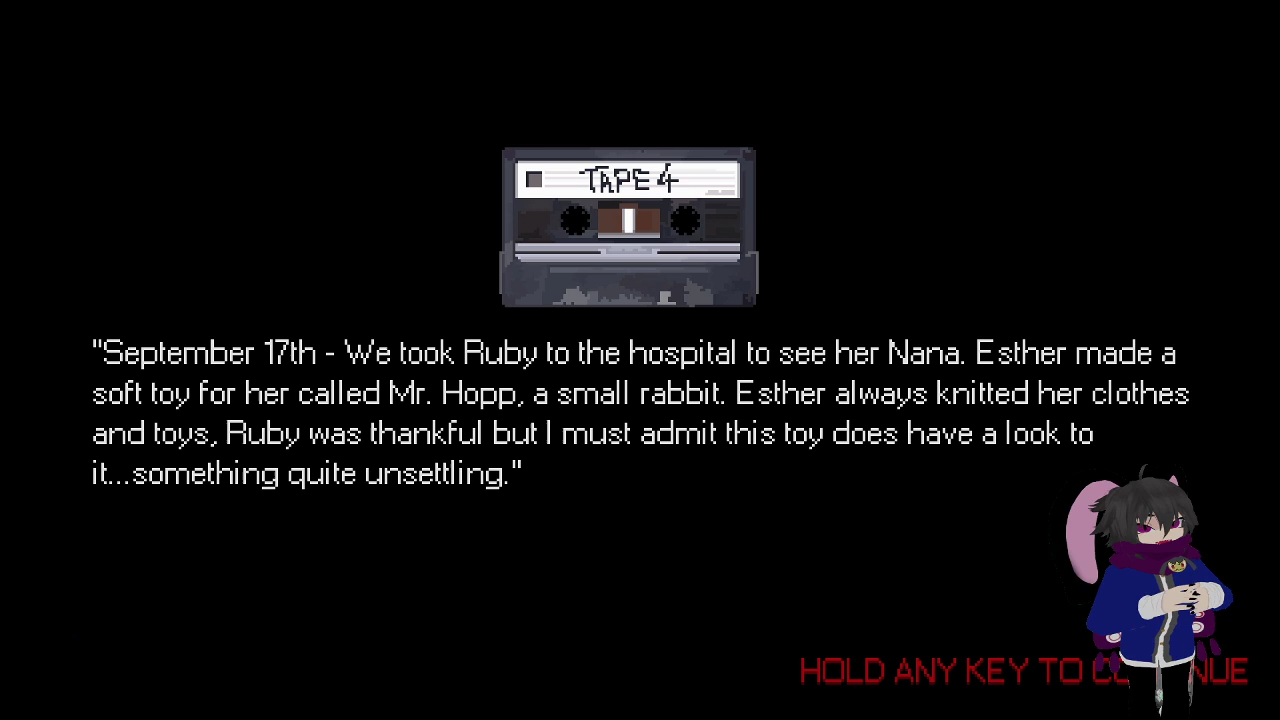 TAPE 4
"September 17th - We took Ruby to the hospital to see her Nana. Esther made a
soft toy for her called Mr. Hopp, a small rabbit. Esther always knitted her clothes
and toys, Ruby was thankful but I must admit this toy does have a look to
it...something quite unsettling."
HOLD ANY KEY TO